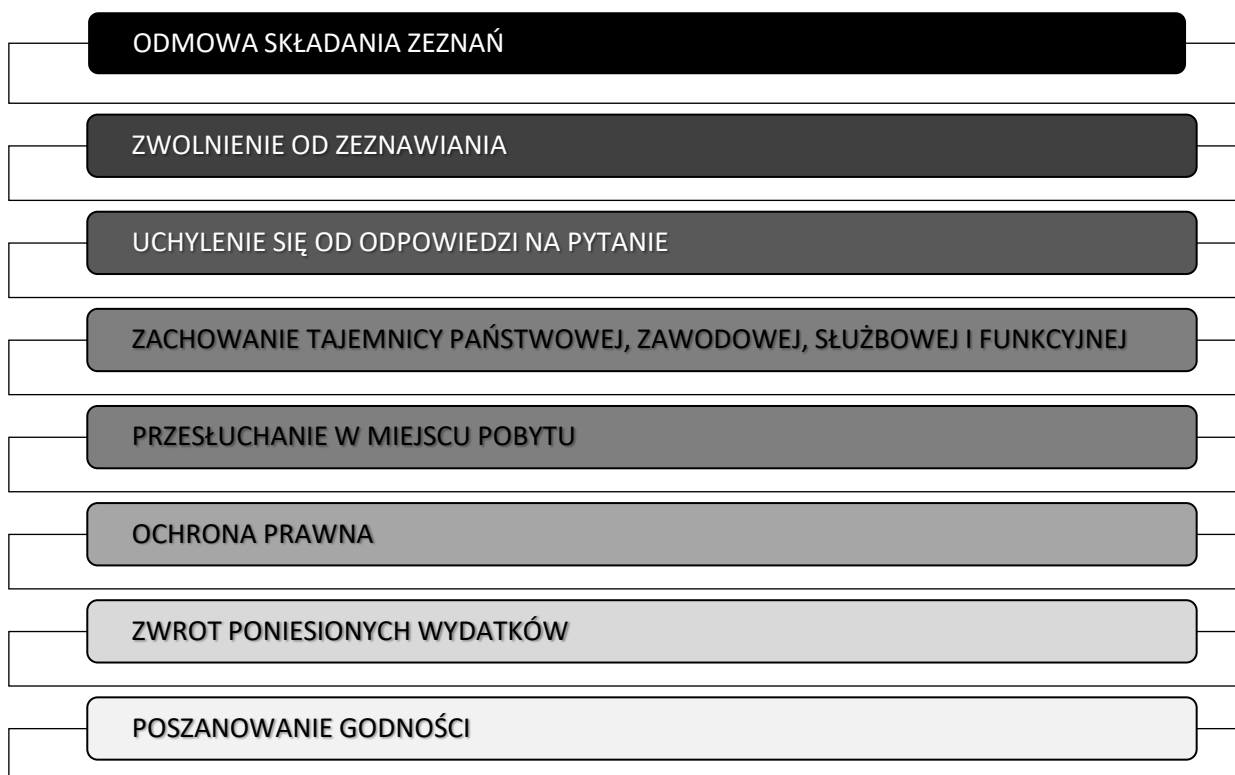 ODMOWA SKŁADANIA ZEZNAŃ
ZWOLNIENIE OD ZEZNAWIANIA
UCHYLENIE SIĘ OD ODPOWIEDZI NA PYTANIE
ZACHOWANIE TAJEMNICY PAŃSTWOWEJ, ZAWODOWEJ, SŁUŻBOWEJ I FUNKCYJNEJ
PRZESŁUCHANIE W MIEJSCU POBYTU
OCHRONA PRAWNA
ZWROT PONIESIONYCH WYDATKÓW
POSZANOWANIE GODNOŚCI